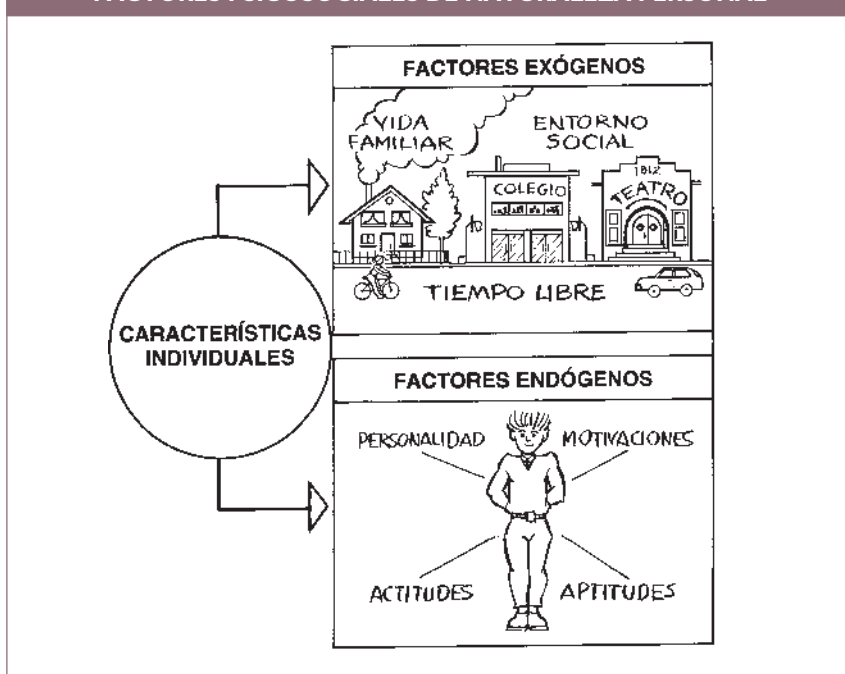 FACTORES EXÓGENOS
VIDA
FAMILIAR
ENTORNO
SOCIAL
COLEGIO
1812
TEATRO
TIEMPO LIBRE
CARACTERÍSTICAS
INDIVIDUALES
FACTORES ENDÓGENOS
PERSONALIDAD
MOTIVACIONES
ACTITUDES
APTITUDES